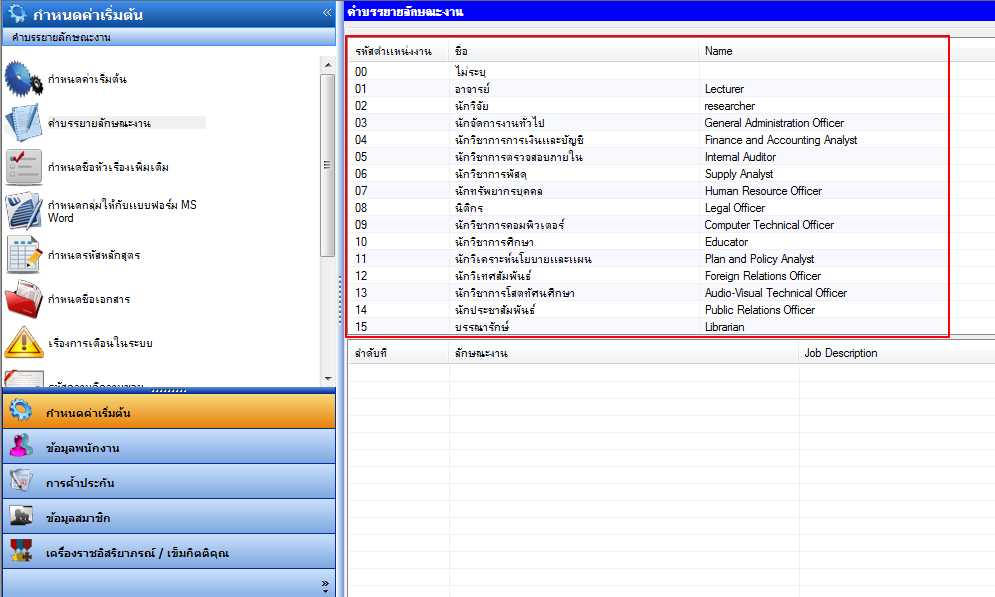 กำหนดค่าเริ่มต้น «
คำบรรยายลักษณะงาน
กำหนดค่าเริ่มต้น
คำบรรยายลักษณะงาน
กำหนดชื่อหัวเรื่องเพิ่มเติม
กำหนดกลุ่มให้กับแบบฟอร์ม MS
Word
กำหนดรหัสหลักสูตร
กำหนดชื่อเอกสาร
เรื่องการเตือนในระบบ
กำหนดค่าเริ่มต้น
ข้อมูลพนักงาน
การค้ำประกัน
ข้อมูลสมาชิก
เครื่องราชอิสริยาภรณ์ / เข็มกิตติคุณ
»
คำบรรยายลักษณะงาน
รหัสตำแหน่งงาน ชื่อ Name
00 ไม่ระบุ
01 อาจารย์ Lecturer
02 นักวิจัย researcher
03 นักจัดการงานทั่วไป General Administration Officer
04 นักวิชาการการเงินและบัญชี Finance and Accounting Analyst
05 นักวิชาการตรวจสอบภายใน Internal Auditor
06 นักวิชาการพัสดุ Supply Analyst
07 นักทรัพยากรบุคคล Human Resource Officer
08 นิติกร Legal Officer
09 นักวิชาการคอมพิวเตอร์ Computer Technical Officer
10 นักวิชาการศึกษา Educator
11 นักวิเคราะห์นโยบายและแผน Plan and Policy Analyst
12 นักวิเทศสัมพันธ์ Foreign Relations Officer
13 นักวิชาการโสตทัศนศึกษา Audio-Visual Technical Officer
14 นักประชาสัมพันธ์ Public Relations Officer
15 บรรณารักษ์ Librarian
ลำดับที่ ลักษณะงาน Job Description